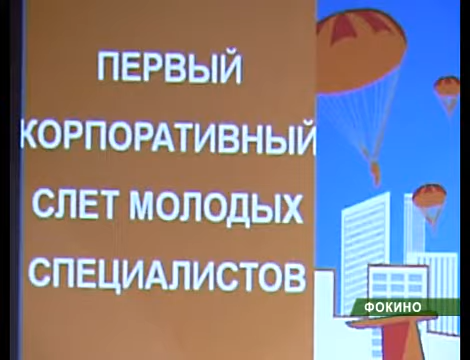 ПЕРВЫЙ
КОРПОРАТИВНЫЙ
СЛЕТ МОЛОДЫХ
СПЕЦИАЛИСТОВ
ФОКИНО